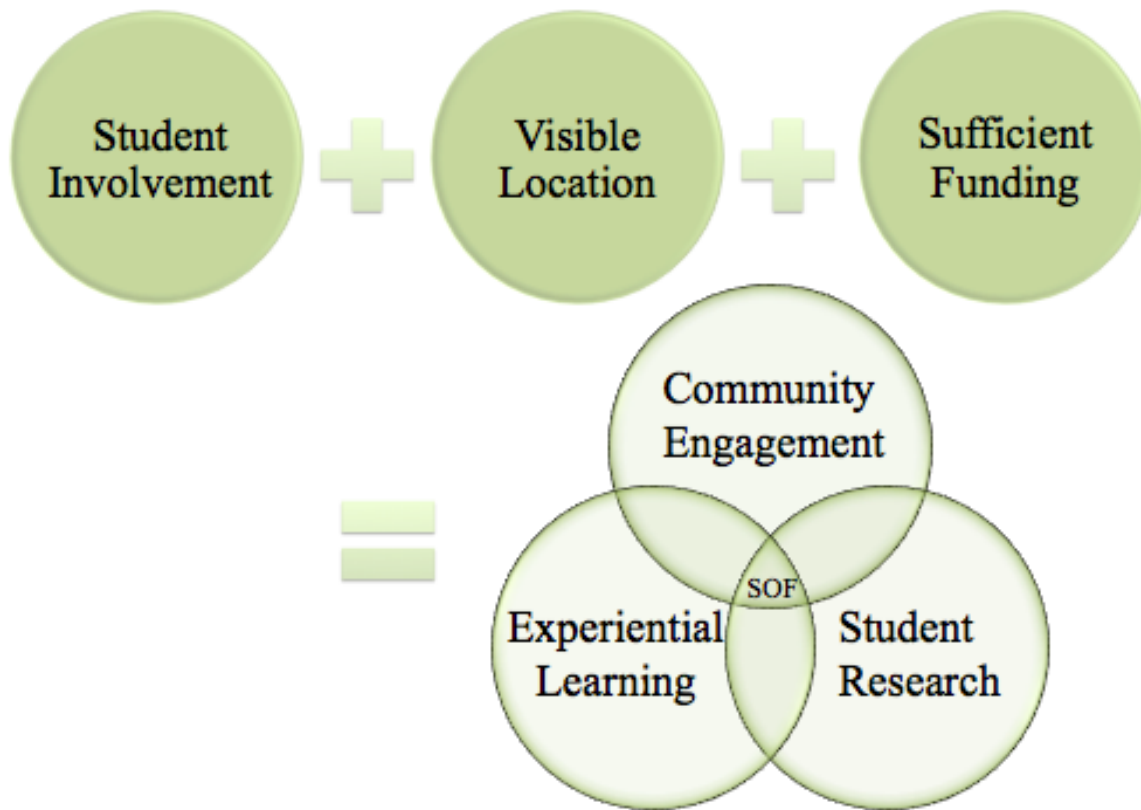 Student
Involvement
Visible
Location
Sufficient
Funding
Community
Engagement
SOF
Experiential
Learning
Student
Research